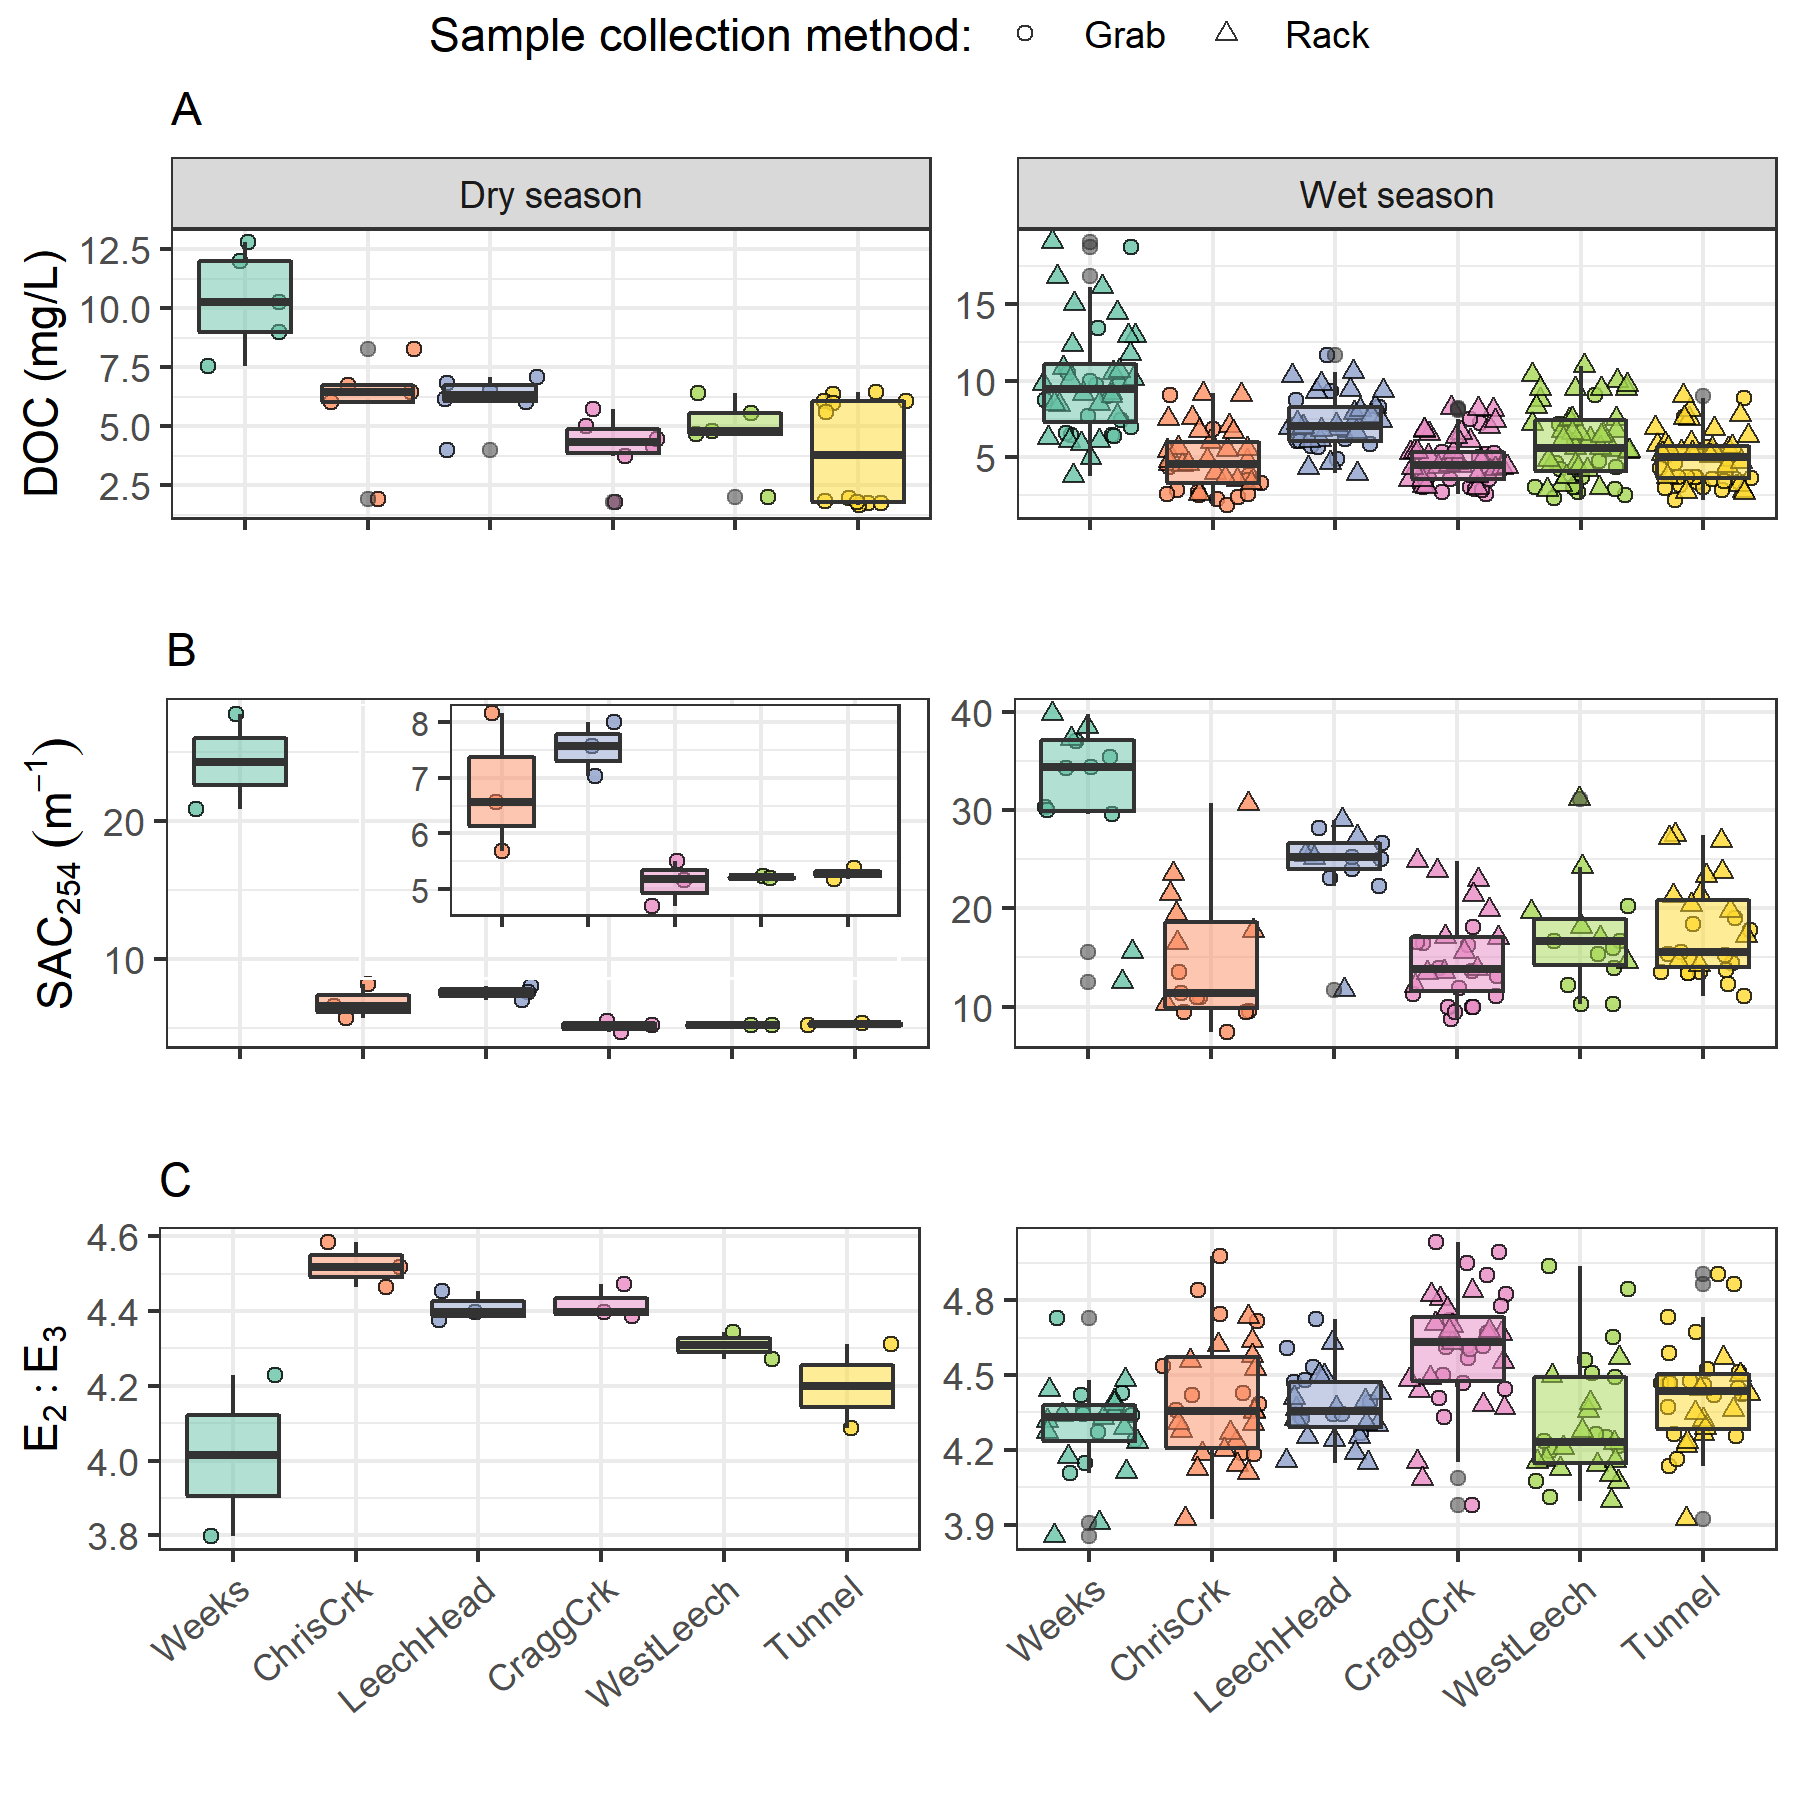 Sample collection method: Grab Rack
A
Dry season Wet season
DOC (mg/L)
12.5
10.0
7.5
5.0
2.5
15
10
5
B
SAC₂₅₄ (m⁻¹)
20
10
8
7
6
5
40
30
20
10
C
E₂ : E₃
4.6
4.4
4.2
4.0
3.8
4.8
4.5
4.2
3.9
Weeks ChrisCrk LeechHead CraggCrk WestLeech Tunnel
Weeks ChrisCrk LeechHead CraggCrk WestLeech Tunnel